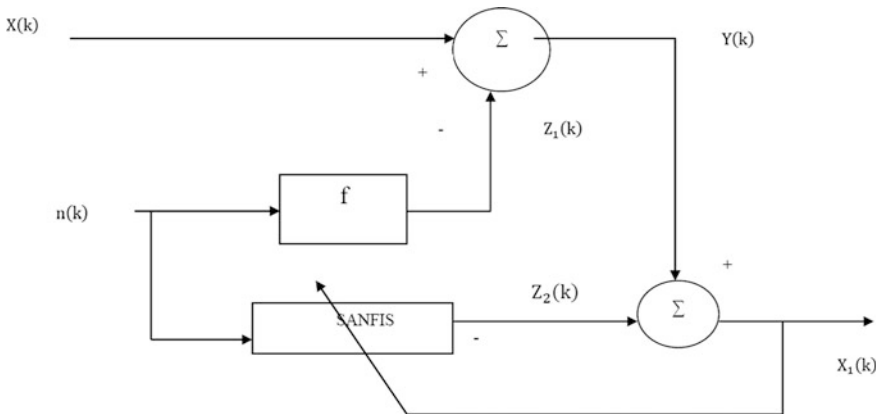 X(k)
Σ
Y(k)
+
-
Z₁(k)
f
n(k)
+
Z₂(k)
SANFIS
Σ
-
X₁(k)